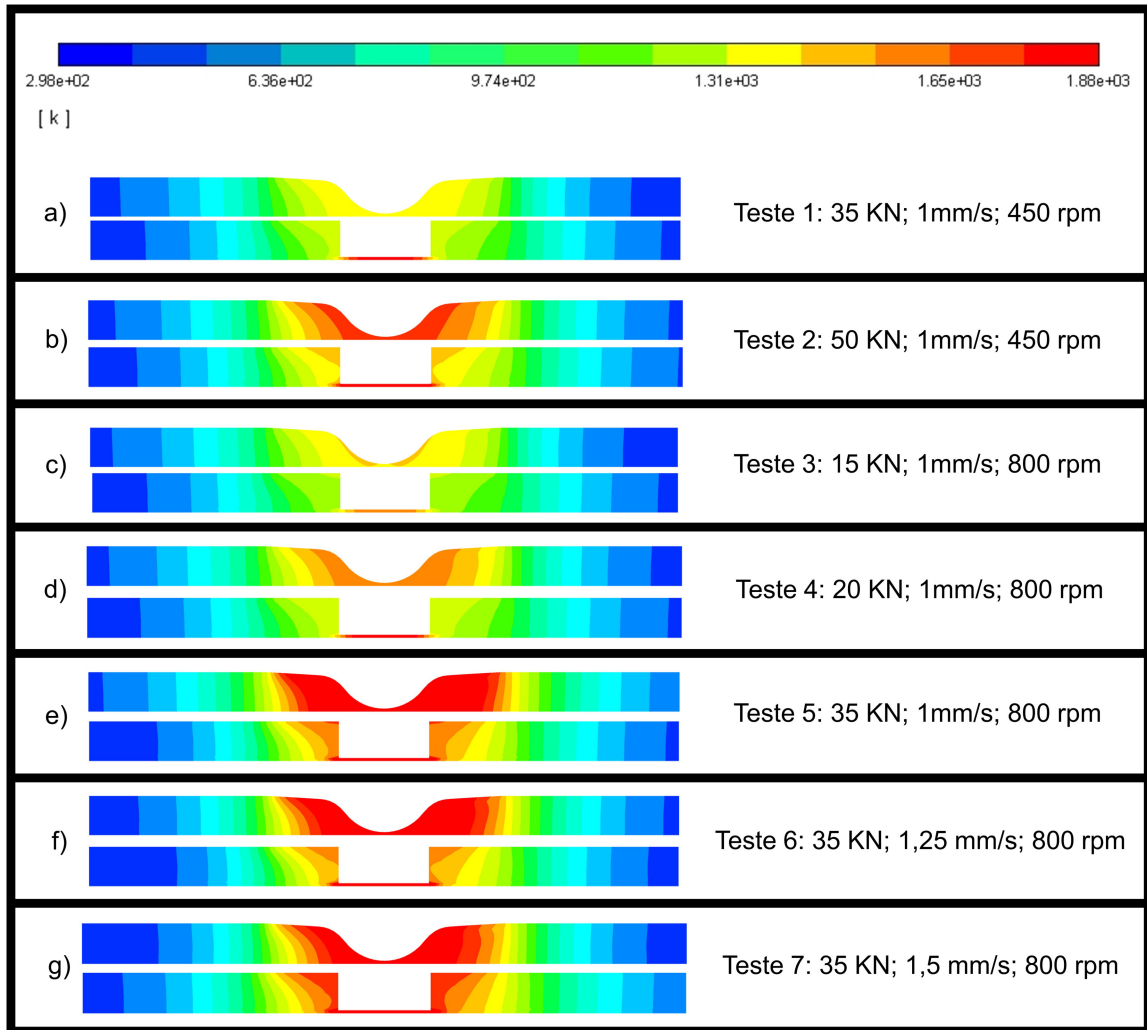 2.98e+02 6.36e+02 9.74e+02 1.31e+03 1.65e+03 1.88e+03
[ k ]
a) Teste 1: 35 KN; 1mm/s; 450 rpm
b) Teste 2: 50 KN; 1mm/s; 450 rpm
c) Teste 3: 15 KN; 1mm/s; 800 rpm
d) Teste 4: 20 KN; 1mm/s; 800 rpm
e) Teste 5: 35 KN; 1mm/s; 800 rpm
f) Teste 6: 35 KN; 1,25 mm/s; 800 rpm
g) Teste 7: 35 KN; 1,5 mm/s; 800 rpm